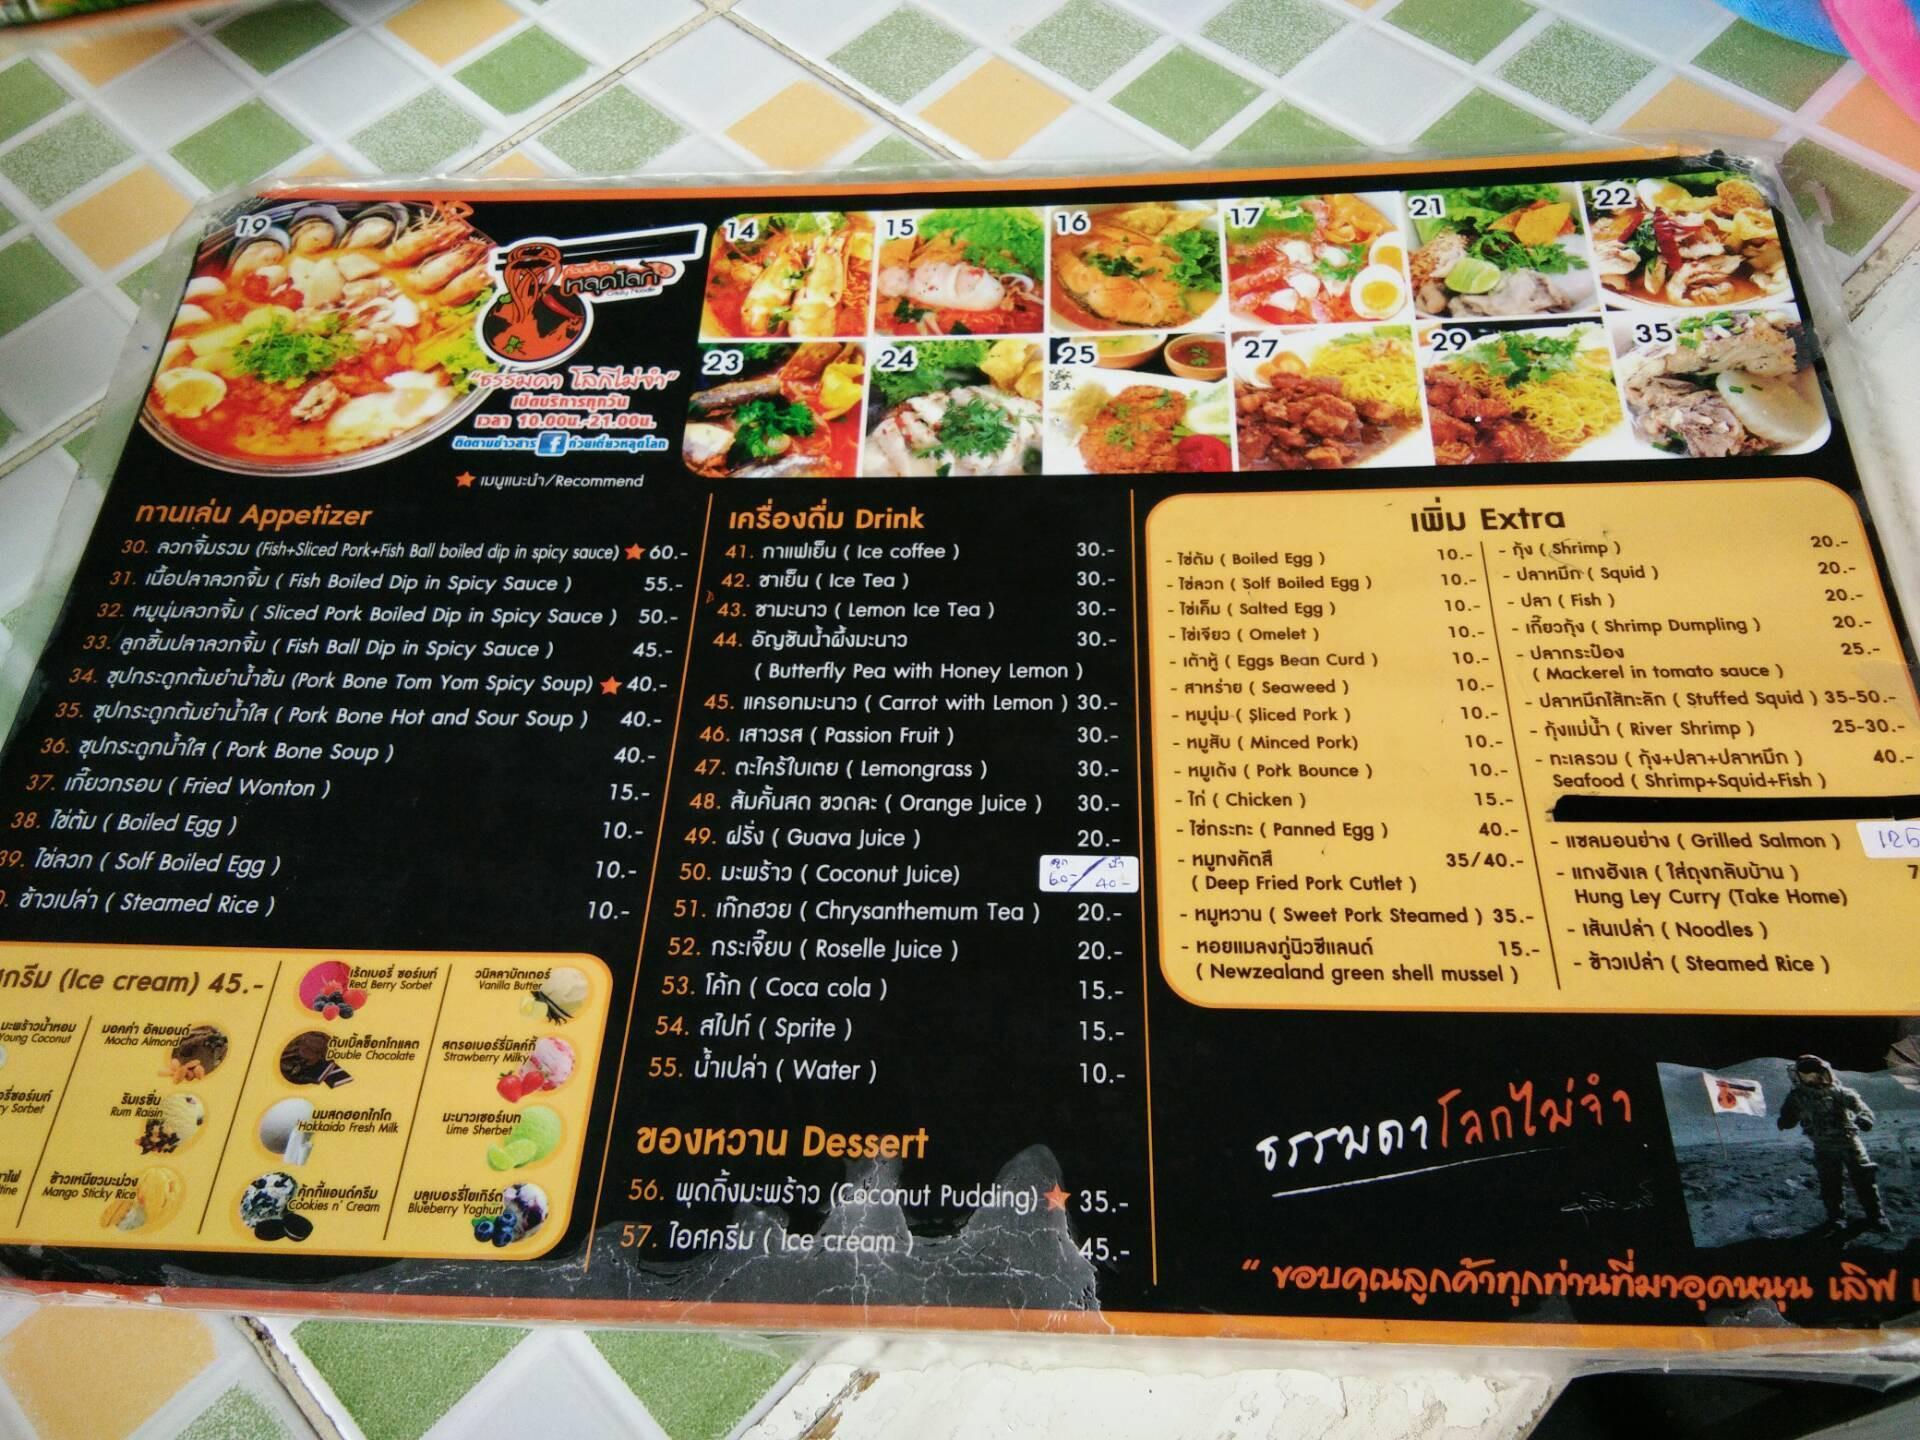 19
ก๋วยเตี๋ยว
หลุดโลก
Crazy Noodle
"ธรรมดา โลกไม่จำ"
เปิดบริการทุกวัน
เวลา 10.00น.-21.00น.
ติดตามข่าวสาร f ก๋วยเตี๋ยวหลุดโลก
เมนูแนะนำ/Recommend
14
15
16
17
21
22
23
24
25
27
29
35
ทานเล่น Appetizer
30. ลวกจิ้มรวม (Fish+Sliced Pork+Fish Ball boiled dip in spicy sauce) 60.-
31. เนื้อปลาลวกจิ้ม ( Fish Boiled Dip in Spicy Sauce ) 55.-
32. หมูนุ่มลวกจิ้ม ( Sliced Pork Boiled Dip in Spicy Sauce ) 50.-
33. ลูกชิ้นปลาลวกจิ้ม ( Fish Ball Dip in Spicy Sauce ) 45.-
34. ซุปกระดูกต้มยำน้ำข้น (Pork Bone Tom Yom Spicy Soup) 40.-
35. ซุปกระดูกต้มยำน้ำใส ( Pork Bone Hot and Sour Soup ) 40.-
36. ซุปกระดูกน้ำใส ( Pork Bone Soup ) 40.-
37. เกี๊ยวกรอบ ( Fried Wonton ) 15.-
38. ไข่ต้ม ( Boiled Egg ) 10.-
39. ไข่ลวก ( Solf Boiled Egg ) 10.-
ข้าวเปล่า ( Steamed Rice ) 10.-
(Ice cream) 45.-
มะพร้าวน้ำหอม
Young Coconut
มอคค่า อัลมอนด์
Mocha Almond
รัมเรซิ่น
Rum Raisin
Sorbet
ข้าวเหนียวมะม่วง
Mango Sticky Rice
เร้ดเบอรี่ ซอร์เบท์
Red Berry Sorbet
ดับเบิ้ลช็อกโกแลต
Double Chocolate
นมสดฮอกไกโด
Hokkaido Fresh Milk
คุ้กกี้แอนด์ครีม
Cookies n' Cream
วนิลลาบัตเตอร์
Vanilla Butter
สตรอเบอร์รี่มิลค์กี้
Strawberry Milky
มะนาวเชอร์เบท
Lime Sherbet
บลูเบอรรี่โยเกิร์ต
Blueberry Yoghurt
เครื่องดื่ม Drink
41. กาแฟเย็น ( Ice coffee ) 30.-
42. ชาเย็น ( Ice Tea ) 30.-
43. ชามะนาว ( Lemon Ice Tea ) 30.-
44. อัญชันน้ำผึ้งมะนาว 30.-
( Butterfly Pea with Honey Lemon )
45. แครอทมะนาว ( Carrot with Lemon ) 30.-
46. เสาวรส ( Passion Fruit ) 30.-
47. ตะไคร้ใบเตย ( Lemongrass ) 30.-
48. ส้มคั้นสด ขวดละ ( Orange Juice ) 30.-
49. ฝรั่ง ( Guava Juice ) 20.-
50. มะพร้าว ( Coconut Juice) ลูก 60.- / 40.-
51. เก๊กฮวย ( Chrysanthemum Tea ) 20.-
52. กระเจี๊ยบ ( Roselle Juice ) 20.-
53. โค้ก ( Coca cola ) 15.-
54. สไปท์ ( Sprite ) 15.-
55. น้ำเปล่า ( Water ) 10.-
ของหวาน Dessert
56. พุดดิ้งมะพร้าว (Coconut Pudding) 35.-
57. ไอศครีม ( Ice cream ) 45.-
เพิ่ม Extra
- ไข่ต้ม ( Boiled Egg ) 10.-
- ไข่ลวก ( Solf Boiled Egg ) 10.-
- ไข่เค็ม ( Salted Egg ) 10.-
- ไข่เจียว ( Omelet ) 10.-
- เต้าหู้ ( Eggs Bean Curd ) 10.-
- สาหร่าย ( Seaweed ) 10.-
- หมูนุ่ม ( Sliced Pork ) 10.-
- หมูสับ ( Minced Pork) 10.-
- หมูเด้ง ( Pork Bounce ) 10.-
- ไก่ ( Chicken ) 15.-
- ไข่กระทะ ( Panned Egg ) 40.-
- หมูทงคัตสึ 35/40.-
( Deep Fried Pork Cutlet )
- หมูหวาน ( Sweet Pork Steamed ) 35.-
- หอยแมลงภู่นิวซีแลนด์ 15.-
( Newzealand green shell mussel )
- กุ้ง ( Shrimp ) 20.-
- ปลาหมึก ( Squid ) 20.-
- ปลา ( Fish ) 20.-
- เกี๊ยวกุ้ง ( Shrimp Dumpling ) 20.-
- ปลากระป๋อง 25.-
( Mackerel in tomato sauce )
- ปลาหมึกไส้ทะลัก ( Stuffed Squid ) 35-50.-
- กุ้งแม่น้ำ ( River Shrimp ) 25-30.-
- ทะเลรวม ( กุ้ง+ปลา+ปลาหมึก ) 40.-
Seafood ( Shrimp+Squid+Fish )
- แซลมอนย่าง ( Grilled Salmon )
- แกงฮังเล ( ใส่ถุงกลับบ้าน ) 7
Hung Ley Curry (Take Home)
- เส้นเปล่า ( Noodles )
- ข้าวเปล่า ( Steamed Rice )
ธรรมดาโลกไม่จำ
" ขอบคุณลูกค้าทุกท่านที่มาอุดหนุน เลิฟ